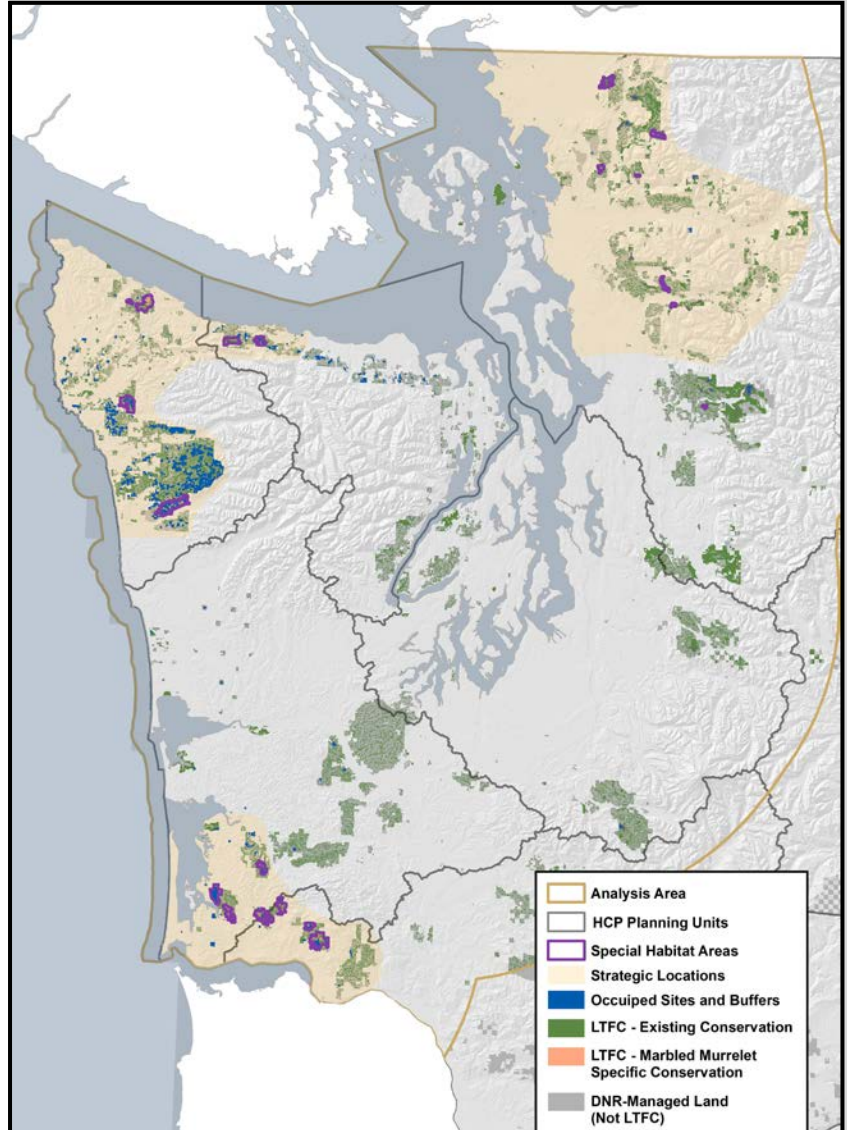 Analysis Area
HCP Planning Units
Special Habitat Areas
Strategic Locations
Occuiped Sites and Buffers
LTFC - Existing Conservation
LTFC - Marbled Murrelet
Specific Conservation
DNR-Managed Land
(Not LTFC)